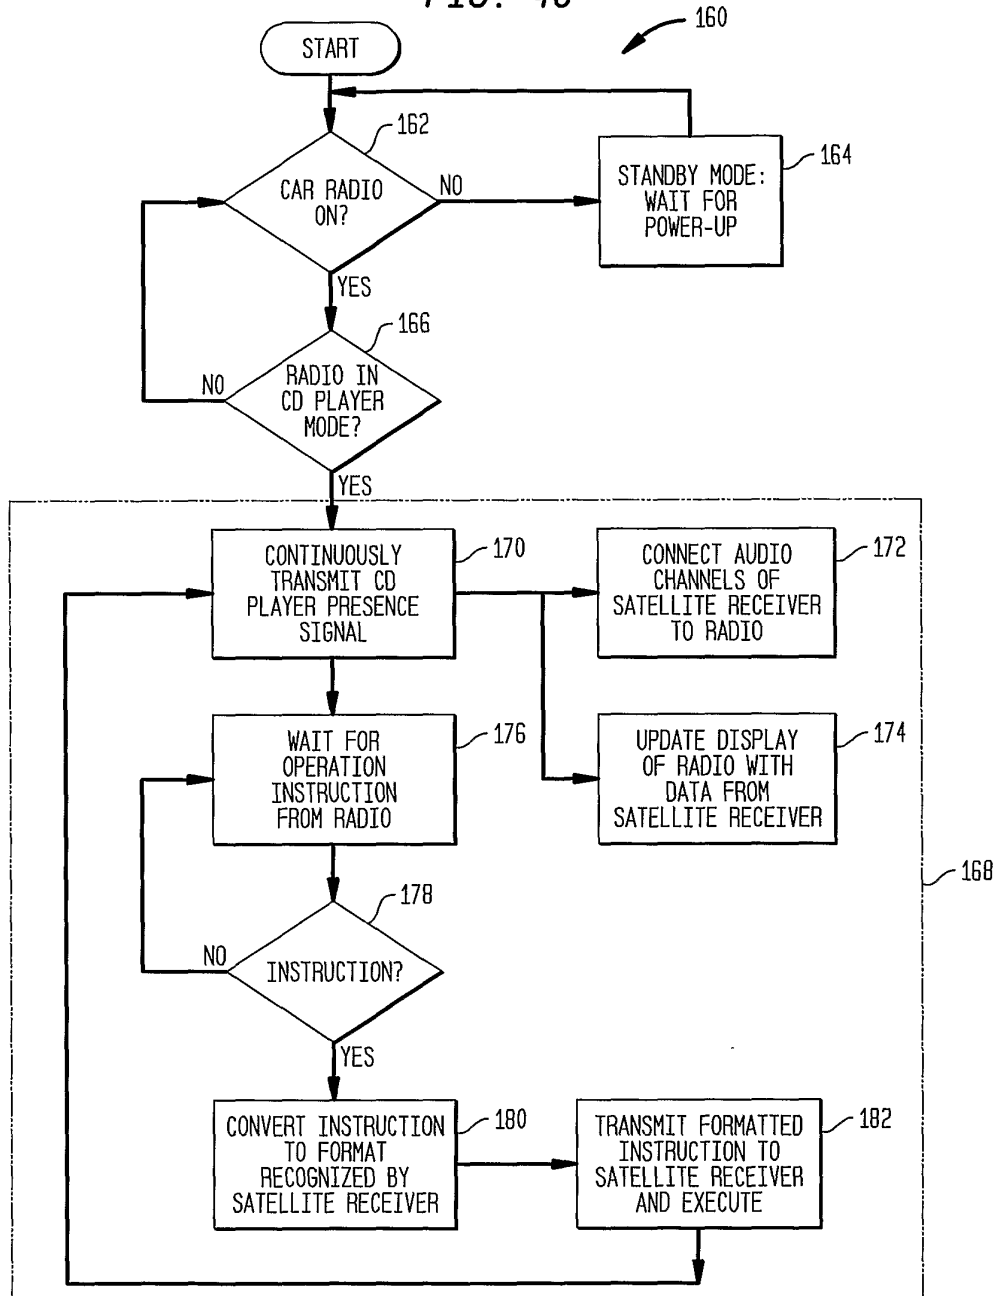 160
START
162
CAR RADIO
ON?
NO
STANDBY MODE:
WAIT FOR
POWER-UP
164
YES
166
RADIO IN
CD PLAYER
MODE?
NO
YES
CONTINUOUSLY
TRANSMIT CD
PLAYER PRESENCE
SIGNAL
170
CONNECT AUDIO
CHANNELS OF
SATELLITE RECEIVER
TO RADIO
172
WAIT FOR
OPERATION
INSTRUCTION
FROM RADIO
176
UPDATE DISPLAY
OF RADIO WITH
DATA FROM
SATELLITE RECEIVER
174
168
178
INSTRUCTION?
NO
YES
CONVERT INSTRUCTION
TO FORMAT
RECOGNIZED BY
SATELLITE RECEIVER
180
TRANSMIT FORMATTED
INSTRUCTION TO
SATELLITE RECEIVER
AND EXECUTE
182